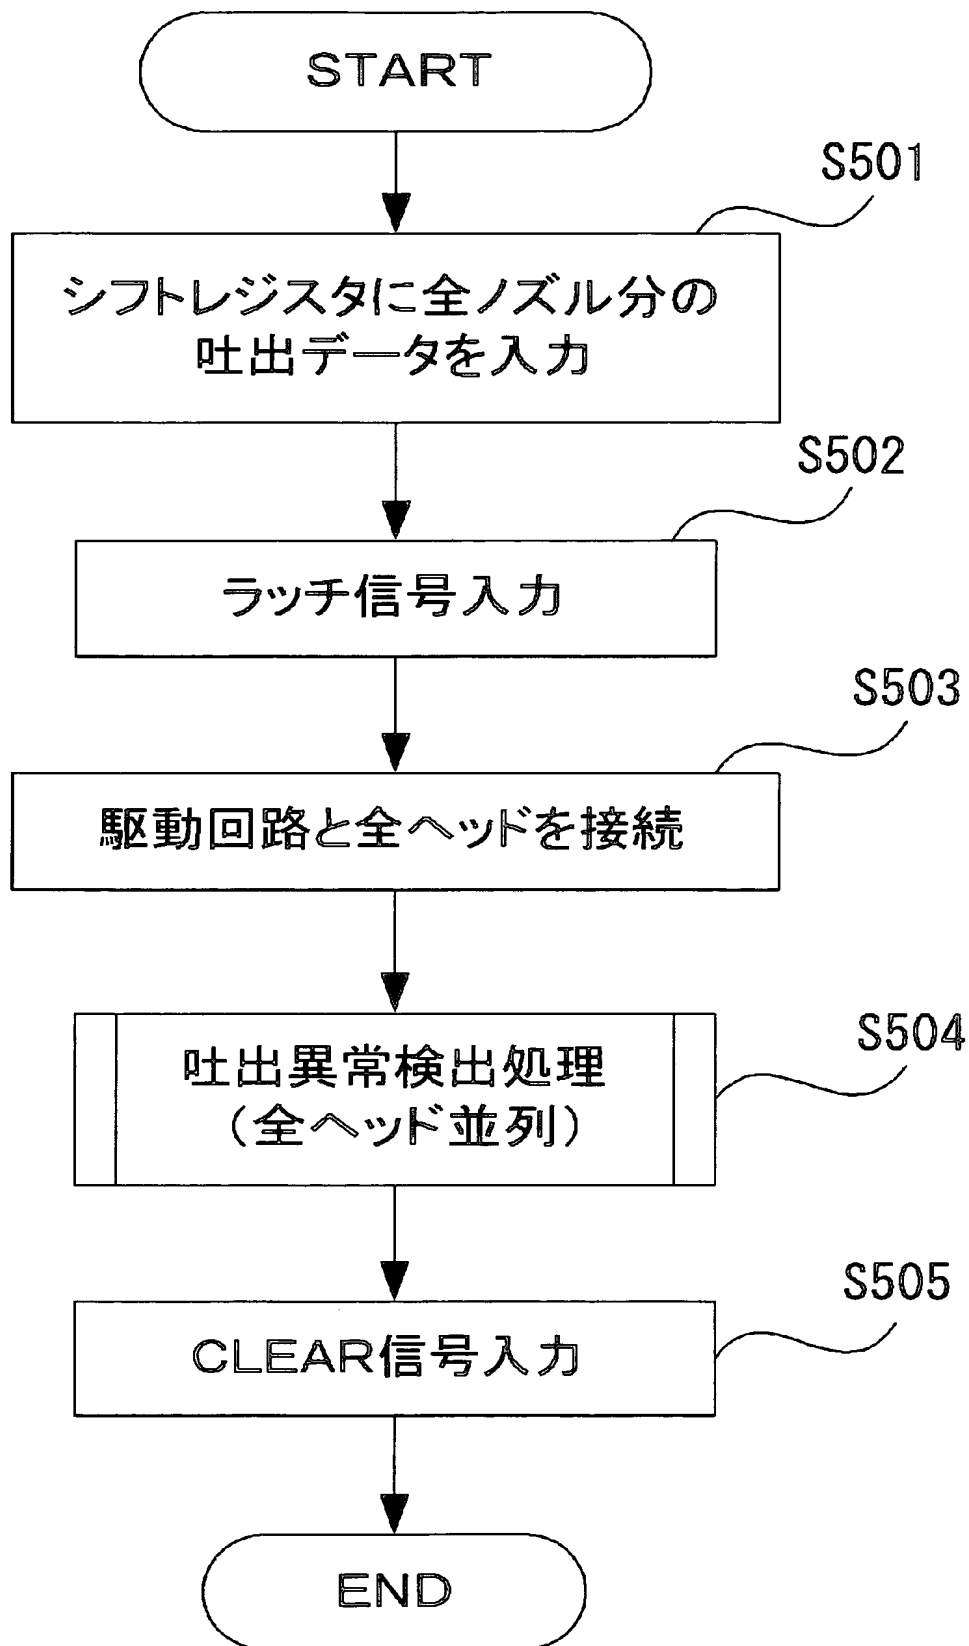 START
S501
シフトレジスタに全ノズル分の
吐出データを入力
S502
ラッチ信号入力
S503
駆動回路と全ヘッドを接続
S504
吐出異常検出処理
（全ヘッド並列）
S505
CLEAR信号入力
END